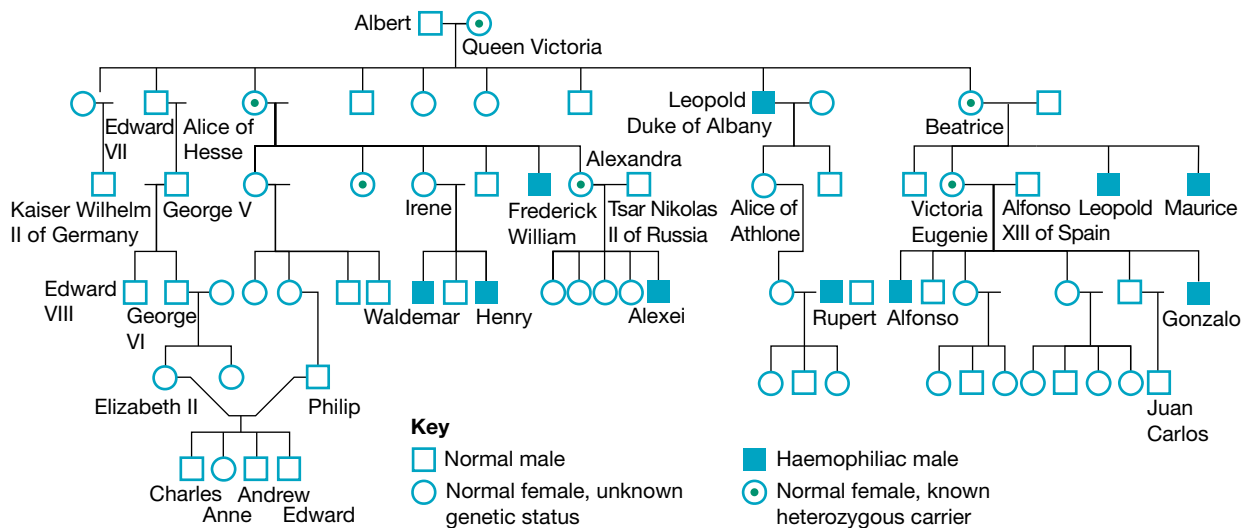 Albert
Queen Victoria
Edward
VII
Alice of
Hesse
Leopold
Duke of Albany
Beatrice
Kaiser Wilhelm
II of Germany
George V
Irene
Frederick
William
Alexandra
Tsar Nikolas
II of Russia
Alice of
Athlone
Victoria
Eugenie
Alfonso
XIII of Spain
Leopold
Maurice
Edward
VIII
George
VI
Waldemar
Henry
Alexei
Rupert
Alfonso
Gonzalo
Elizabeth II
Philip
Juan
Carlos
Charles
Anne
Andrew
Edward
Key
Normal male
Normal female, unknown
genetic status
Haemophiliac male
Normal female, known
heterozygous carrier